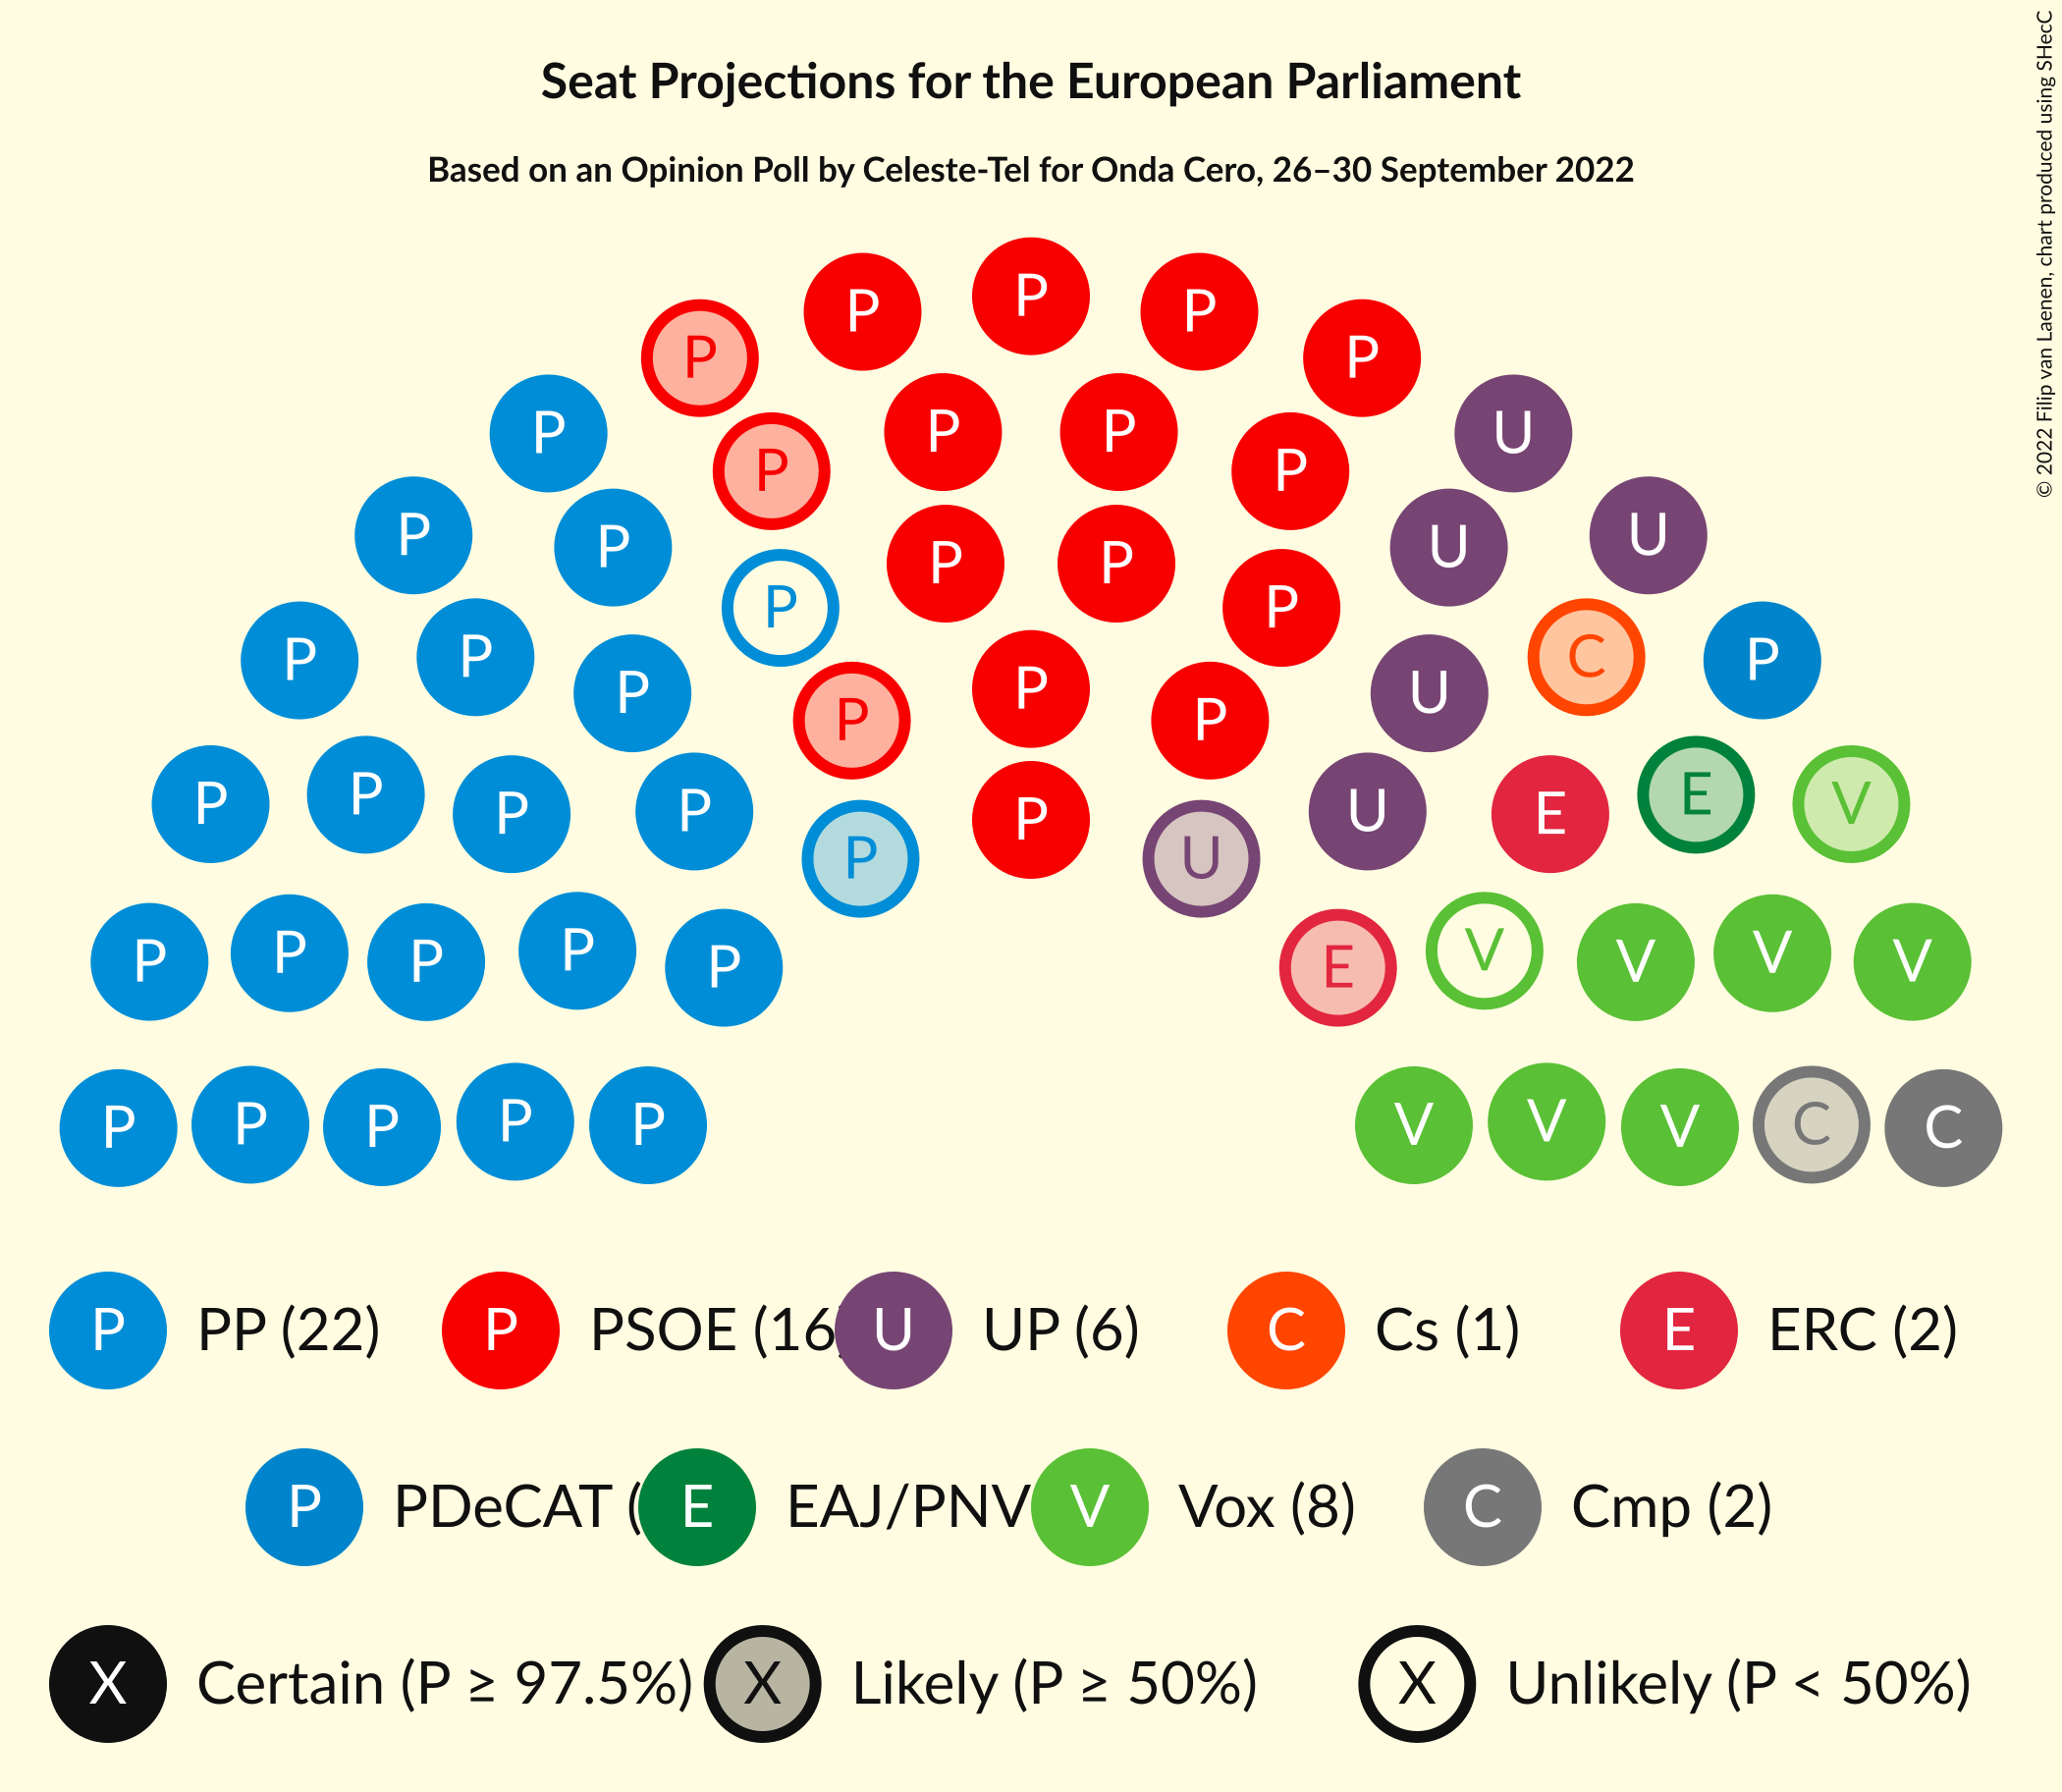 Seat Projections for the European Parliament
Based on an Opinion Poll by Celeste-Tel for Onda Cero, 26–30 September 2022
© 2022 Filip van Laenen, chart produced using SHecC
P P P P P
P P P P U
P P P P P U U
P P P P P P U C P
P P P P P U
P P P P P P U U E E V
P P P P P E V V V V
P P P P P V V V C C
P PP (22) P PSOE (16 U UP (6) C Cs (1) E ERC (2)
P PDeCAT ( E EAJ/PNV V Vox (8) C Cmp (2)
X Certain (P ≥ 97.5%) X Likely (P ≥ 50%) X Unlikely (P < 50%)